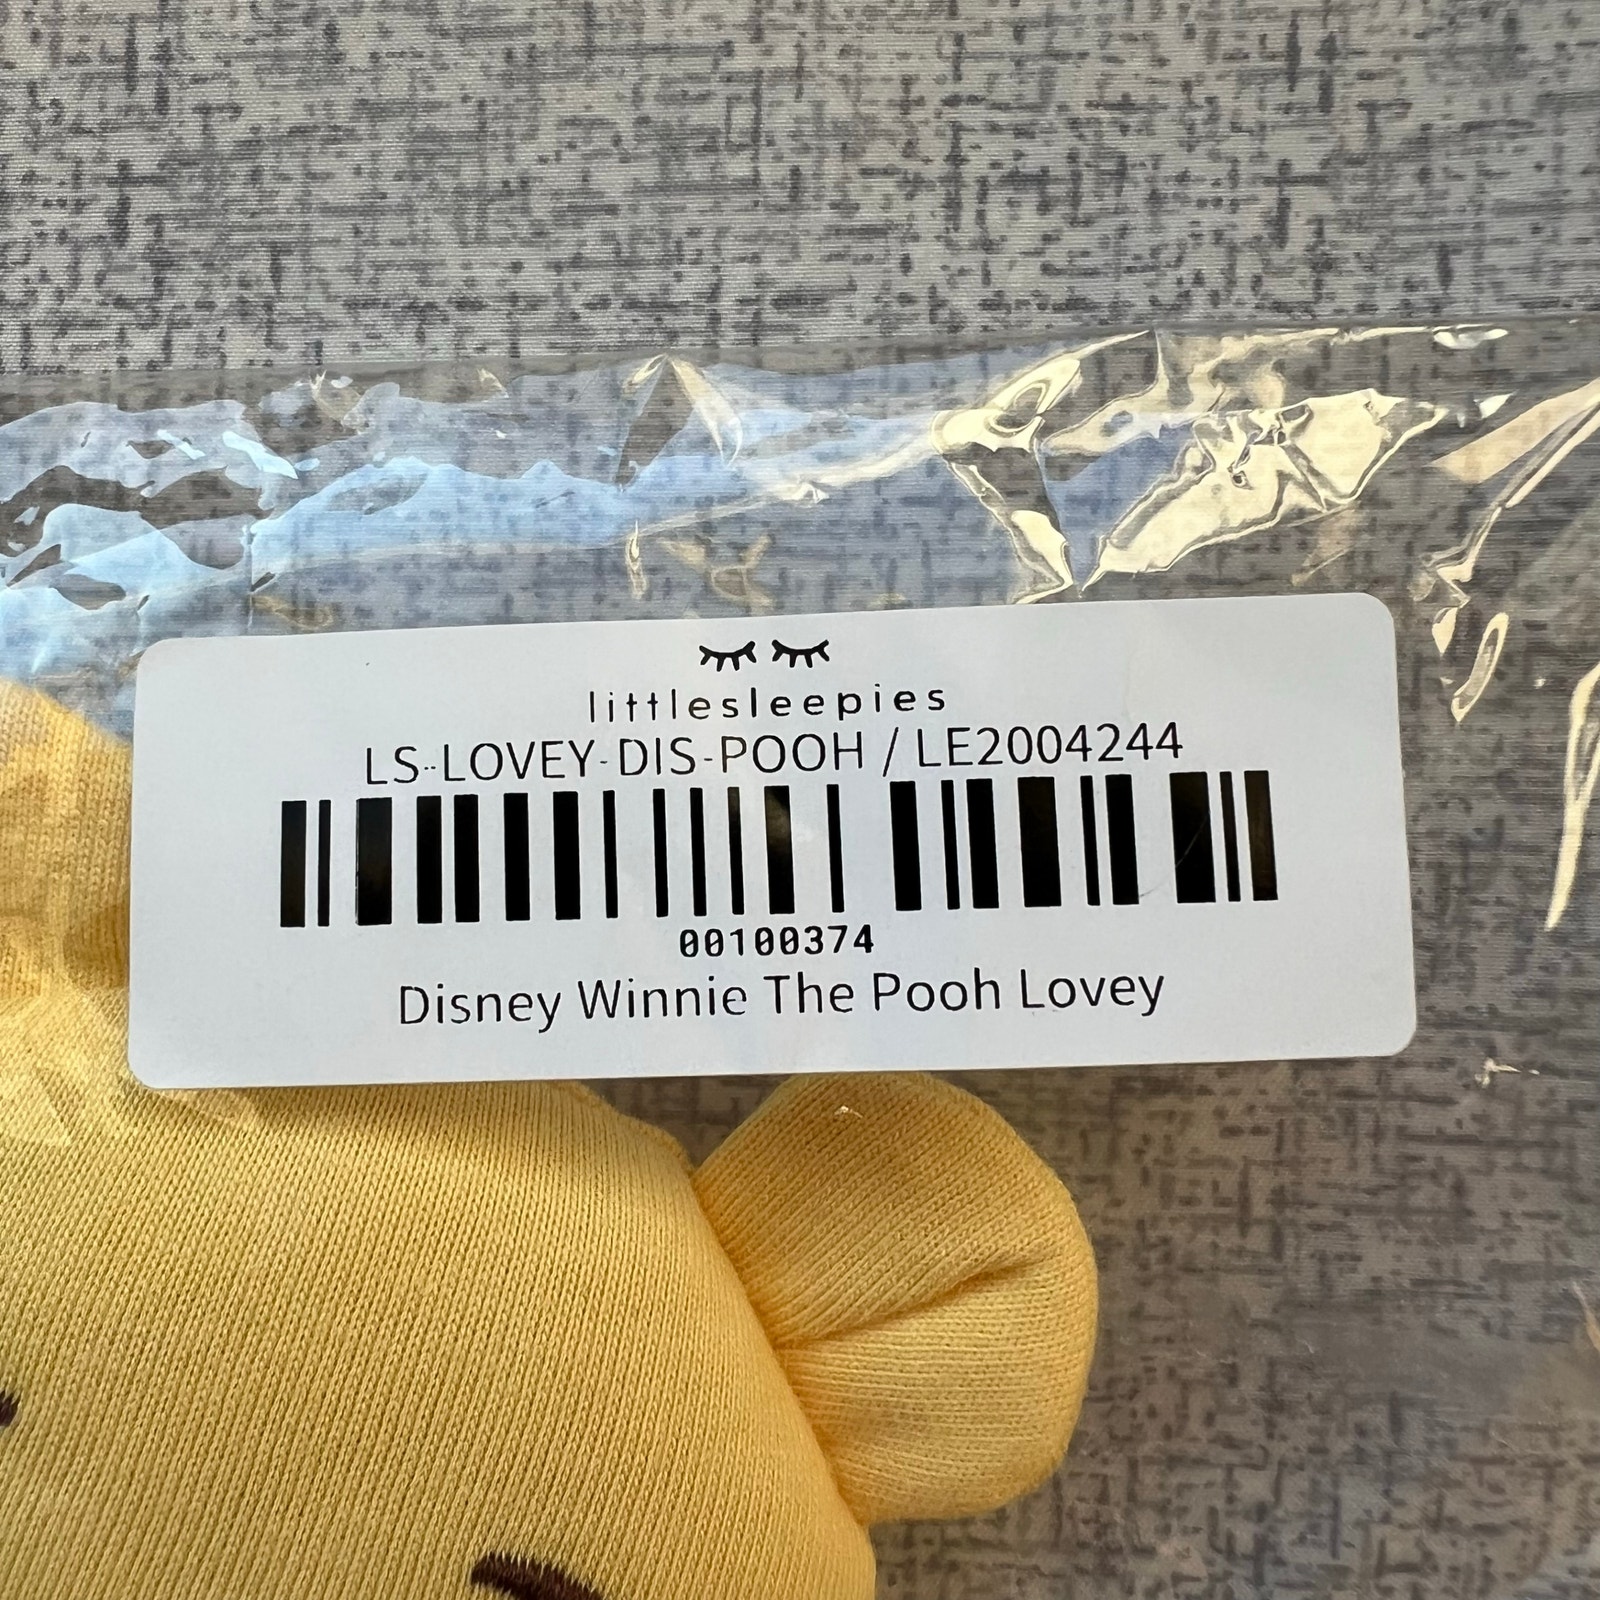 littlesleepies
LS-LOVEY-DIS-POOH / LE2004244
00100374
Disney Winnie The Pooh Lovey